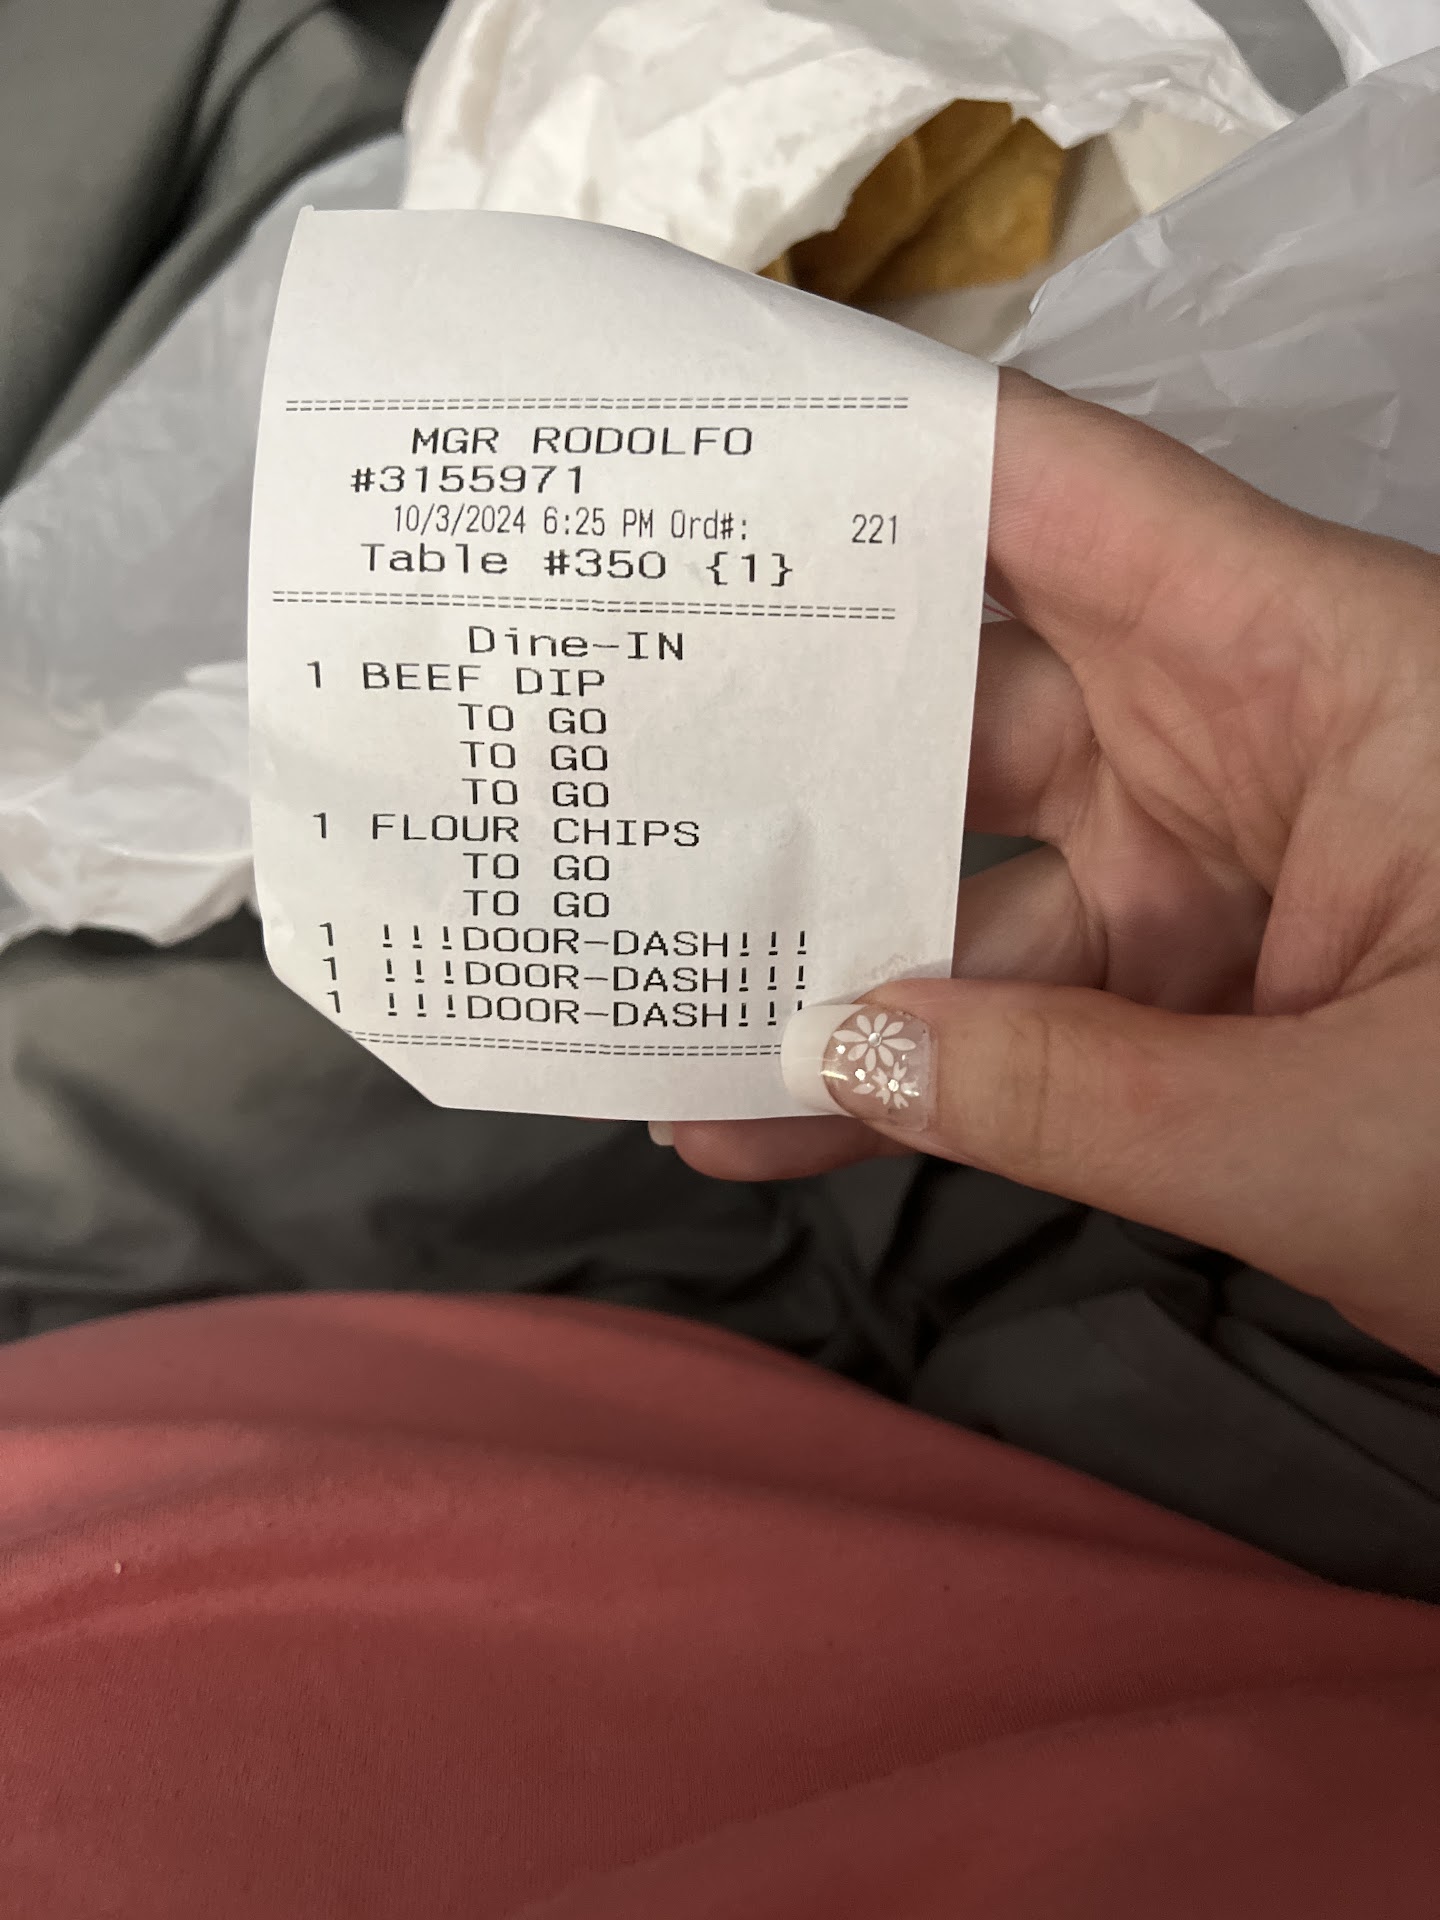 =======================================
MGR RODOLFO
#3155971
10/3/2024 6:25 PM Ord#: 221
Table #350 {1}
=======================================
Dine-IN
1 BEEF DIP
TO GO
TO GO
TO GO
1 FLOUR CHIPS
TO GO
TO GO
1 !!!DOOR-DASH!!!
1 !!!DOOR-DASH!!!
1 !!!DOOR-DASH!!!
=======================================